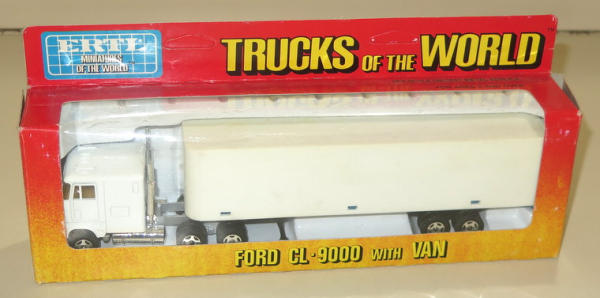 ERTL
MINIATURES
OF THE WORLD
TRUCKS OF THE WORLD
FORD CL-9000 WITH VAN